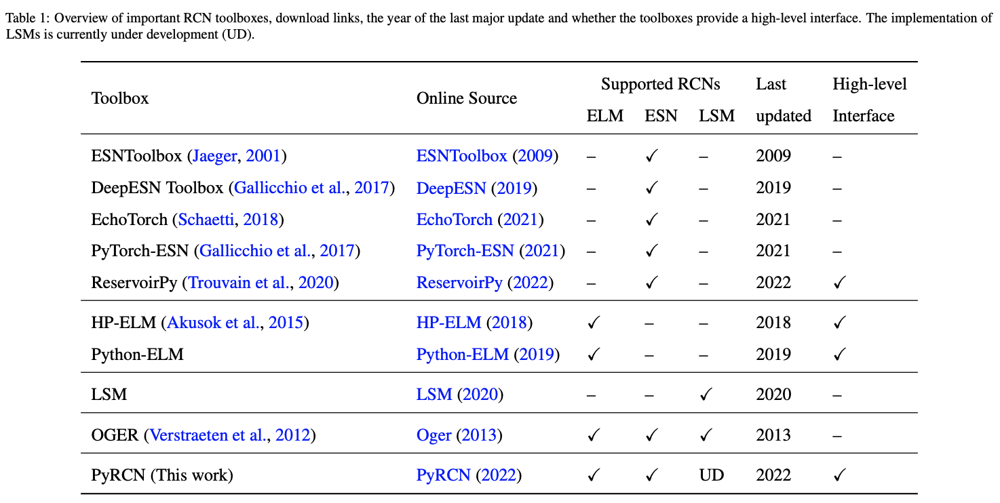 Table 1: Overview of important RCN toolboxes, download links, the year of the last major update and whether the toolboxes provide a high-level interface. The implementation of
LSMs is currently under development (UD).
Toolbox Online Source Supported RCNs Last High-level
ELM ESN LSM updated Interface
ESNToolbox (Jaeger, 2001) ESNToolbox (2009) – ✓ – 2009 –
DeepESN Toolbox (Gallicchio et al., 2017) DeepESN (2019) – ✓ – 2019 –
EchoTorch (Schaetti, 2018) EchoTorch (2021) – ✓ – 2021 –
PyTorch-ESN (Gallicchio et al., 2017) PyTorch-ESN (2021) – ✓ – 2021 –
ReservoirPy (Trouvain et al., 2020) ReservoirPy (2022) – ✓ – 2022 ✓
HP-ELM (Akusok et al., 2015) HP-ELM (2018) ✓ – – 2018 ✓
Python-ELM Python-ELM (2019) ✓ – – 2019 ✓
LSM LSM (2020) – – ✓ 2020 –
OGER (Verstraeten et al., 2012) Oger (2013) ✓ ✓ ✓ 2013 –
PyRCN (This work) PyRCN (2022) ✓ ✓ UD 2022 ✓